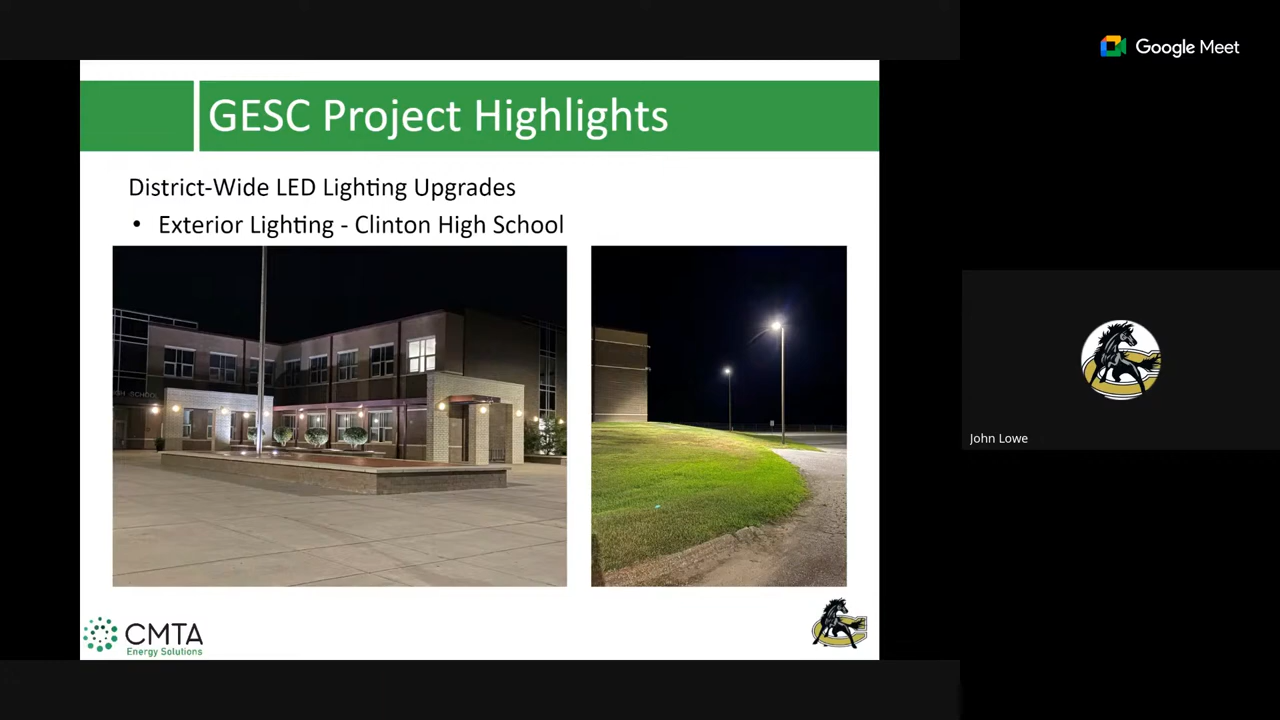 Google Meet
GESC Project Highlights
District-Wide LED Lighting Upgrades
• Exterior Lighting - Clinton High School
SCHOOL
John Lowe
CMTA
Energy Solutions